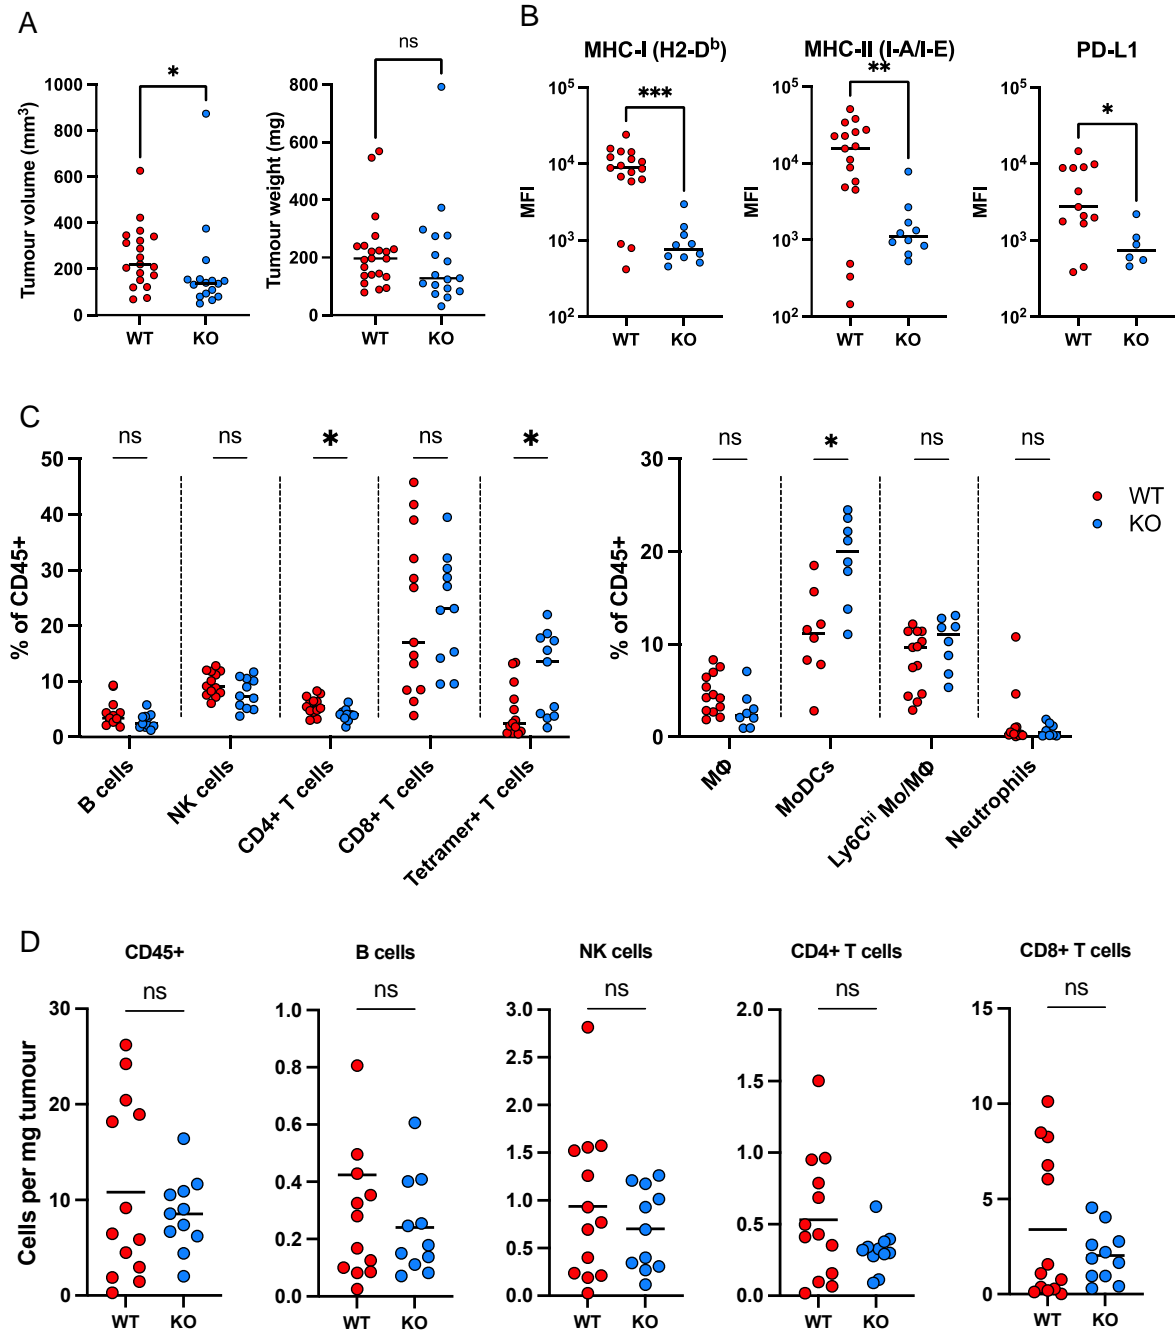 A
B
* ns
Tumour volume (mm³)
1000
800
600
400
200
0
WT KO
Tumour weight (mg)
800
600
400
200
0
WT KO
MHC-I (H2-Dᵇ) MHC-II (I-A/I-E) PD-L1
*** ** *
MFI
10⁵
10⁴
10³
10²
WT KO
MFI
10⁵
10⁴
10³
10²
WT KO
MFI
10⁵
10⁴
10³
10²
WT KO
C
ns ns * ns *
% of CD45+
50
40
30
20
10
0
B cells
NK cells
CD4+ T cells
CD8+ T cells
Tetramer+ T cells
ns * ns ns
% of CD45+
30
20
10
0
MΦ
MoDCs
Ly6Cʰⁱ Mo/MΦ
Neutrophils
WT
KO
D
CD45+ B cells NK cells CD4+ T cells CD8+ T cells
ns ns ns ns ns
Cells per mg tumour
30
20
10
0
WT KO
1.0
0.8
0.6
0.4
0.2
0.0
WT KO
3.0
2.5
2.0
1.5
1.0
0.5
0.0
WT KO
2.0
1.5
1.0
0.5
0.0
WT KO
15
10
5
0
WT KO